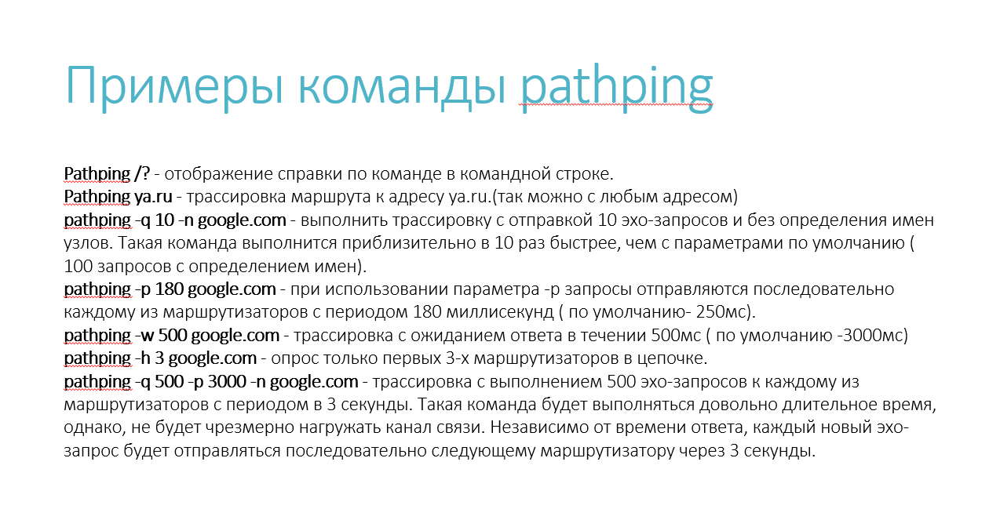 Примеры команды pathping
Pathping /? - отображение справки по команде в командной строке.
Pathping ya.ru - трассировка маршрута к адресу ya.ru.(так можно с любым адресом)
pathping -q 10 -n google.com - выполнить трассировку с отправкой 10 эхо-запросов и без определения имен
узлов. Такая команда выполнится приблизительно в 10 раз быстрее, чем с параметрами по умолчанию (
100 запросов с определением имен).
pathping -p 180 google.com - при использовании параметра -p запросы отправляются последовательно
каждому из маршрутизаторов с периодом 180 миллисекунд ( по умолчанию- 250мс).
pathping -w 500 google.com - трассировка с ожиданием ответа в течении 500мс ( по умолчанию -3000мс)
pathping -h 3 google.com - опрос только первых 3-х маршрутизаторов в цепочке.
pathping -q 500 -p 3000 -n google.com - трассировка с выполнением 500 эхо-запросов к каждому из
маршрутизаторов с периодом в 3 секунды. Такая команда будет выполняться довольно длительное время,
однако, не будет чрезмерно нагружать канал связи. Независимо от времени ответа, каждый новый эхо-
запрос будет отправляться последовательно следующему маршрутизатору через 3 секунды.